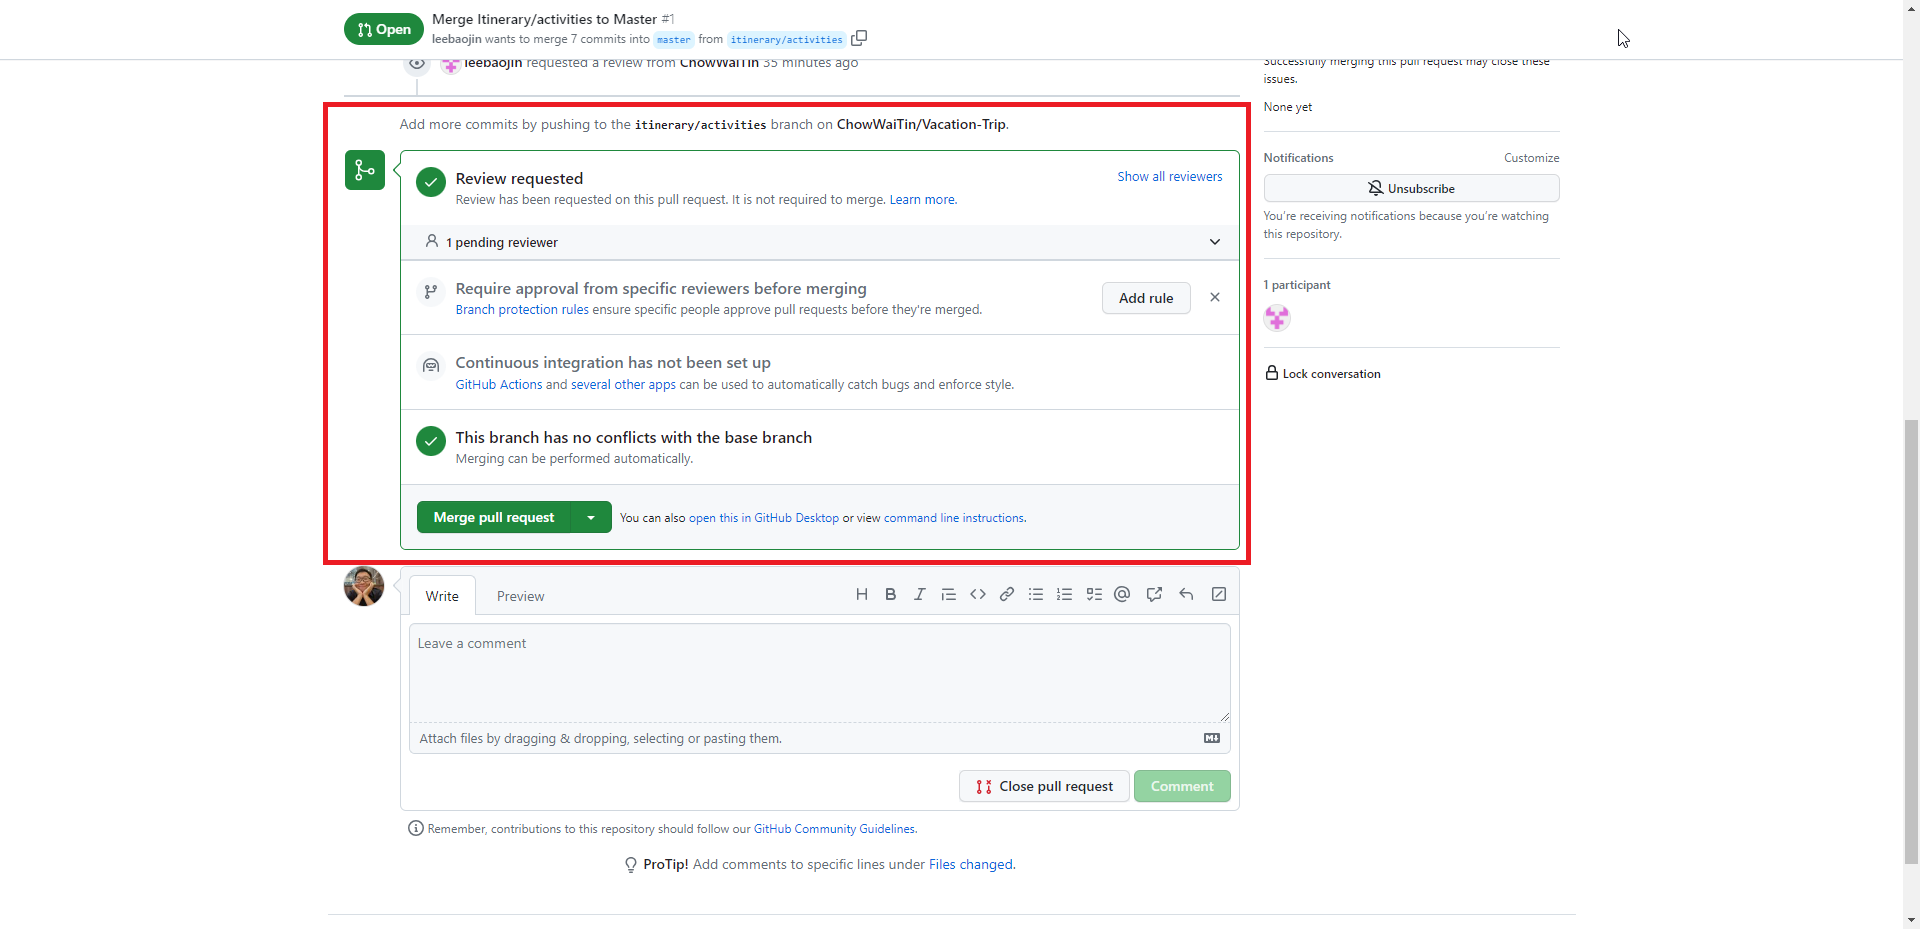 Open
Merge Itinerary/activities to Master #1
leebaojin wants to merge 7 commits into master from itinerary/activities
leebaojin requested a review from ChowWaiTin 35 minutes ago
Add more commits by pushing to the itinerary/activities branch on ChowWaiTin/Vacation-Trip.
Review requested
Show all reviewers
Review has been requested on this pull request. It is not required to merge. Learn more.
1 pending reviewer
Require approval from specific reviewers before merging
Add rule
Branch protection rules ensure specific people approve pull requests before they're merged.
Continuous integration has not been set up
GitHub Actions and several other apps can be used to automatically catch bugs and enforce style.
This branch has no conflicts with the base branch
Merging can be performed automatically.
Merge pull request
You can also open this in GitHub Desktop or view command line instructions.
Write
Preview
Leave a comment
Attach files by dragging & dropping, selecting or pasting them.
Close pull request
Comment
Remember, contributions to this repository should follow our GitHub Community Guidelines.
ProTip! Add comments to specific lines under Files changed.
Successfully merging this pull request may close these
issues.
None yet
Notifications
Customize
Unsubscribe
You're receiving notifications because you're watching
this repository.
1 participant
Lock conversation